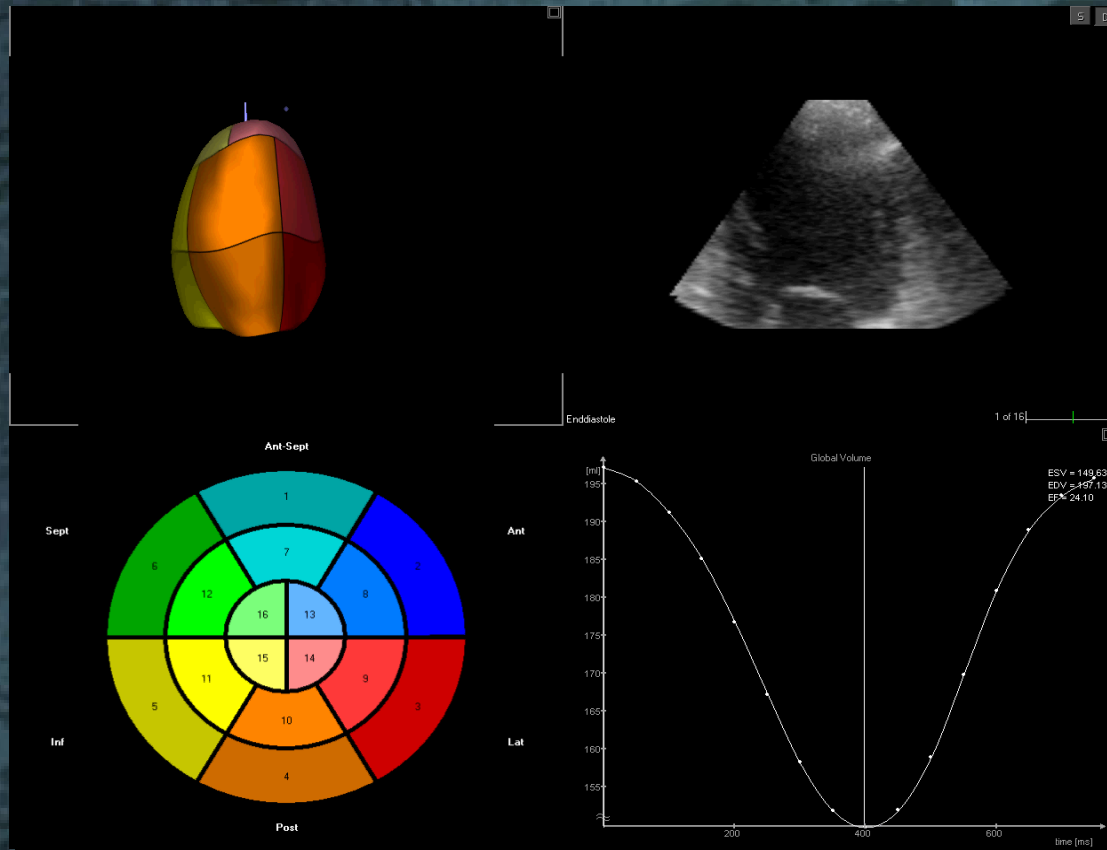 S
Enddiastole
1 of 16
Ant-Sept
Sept
Ant
Inf
Lat
Post
1
2
3
4
5
6
7
8
9
10
11
12
13
14
15
16
Global Volume
[ml]
ESV = 149,63
EDV = 197,13
EF = 24.10
195
190
185
180
175
170
165
160
155
200
400
600
time [ms]